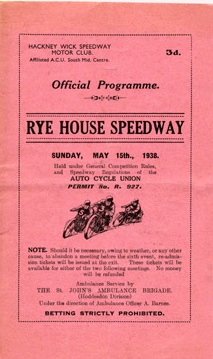 HACKNEY WICK SPEEDWAY
MOTOR CLUB.
Affiliated A.C.U. South Mid. Centre.
3d.
Official Programme.
RYE HOUSE SPEEDWAY
SUNDAY, MAY 15th., 1938.
Held under General Competition Rules,
and Speedway Regulations of the
AUTO CYCLE UNION
PERMIT No. R. 927.
NOTE. Should it be necessary, owing to weather, or any other
cause, to abandon a meeting before the sixth event, re-admis-
sion tickets will be issued at the exit. These tickets will be
available for either of the two following meetings. No money
will be refunded
Ambulance Service by
THE St. JOHN'S AMBULANCE BRIGADE.
(Hoddesdon Division)
Under the direction of Ambulance Officer A. Barton.
BETTING STRICTLY PROHIBITED.